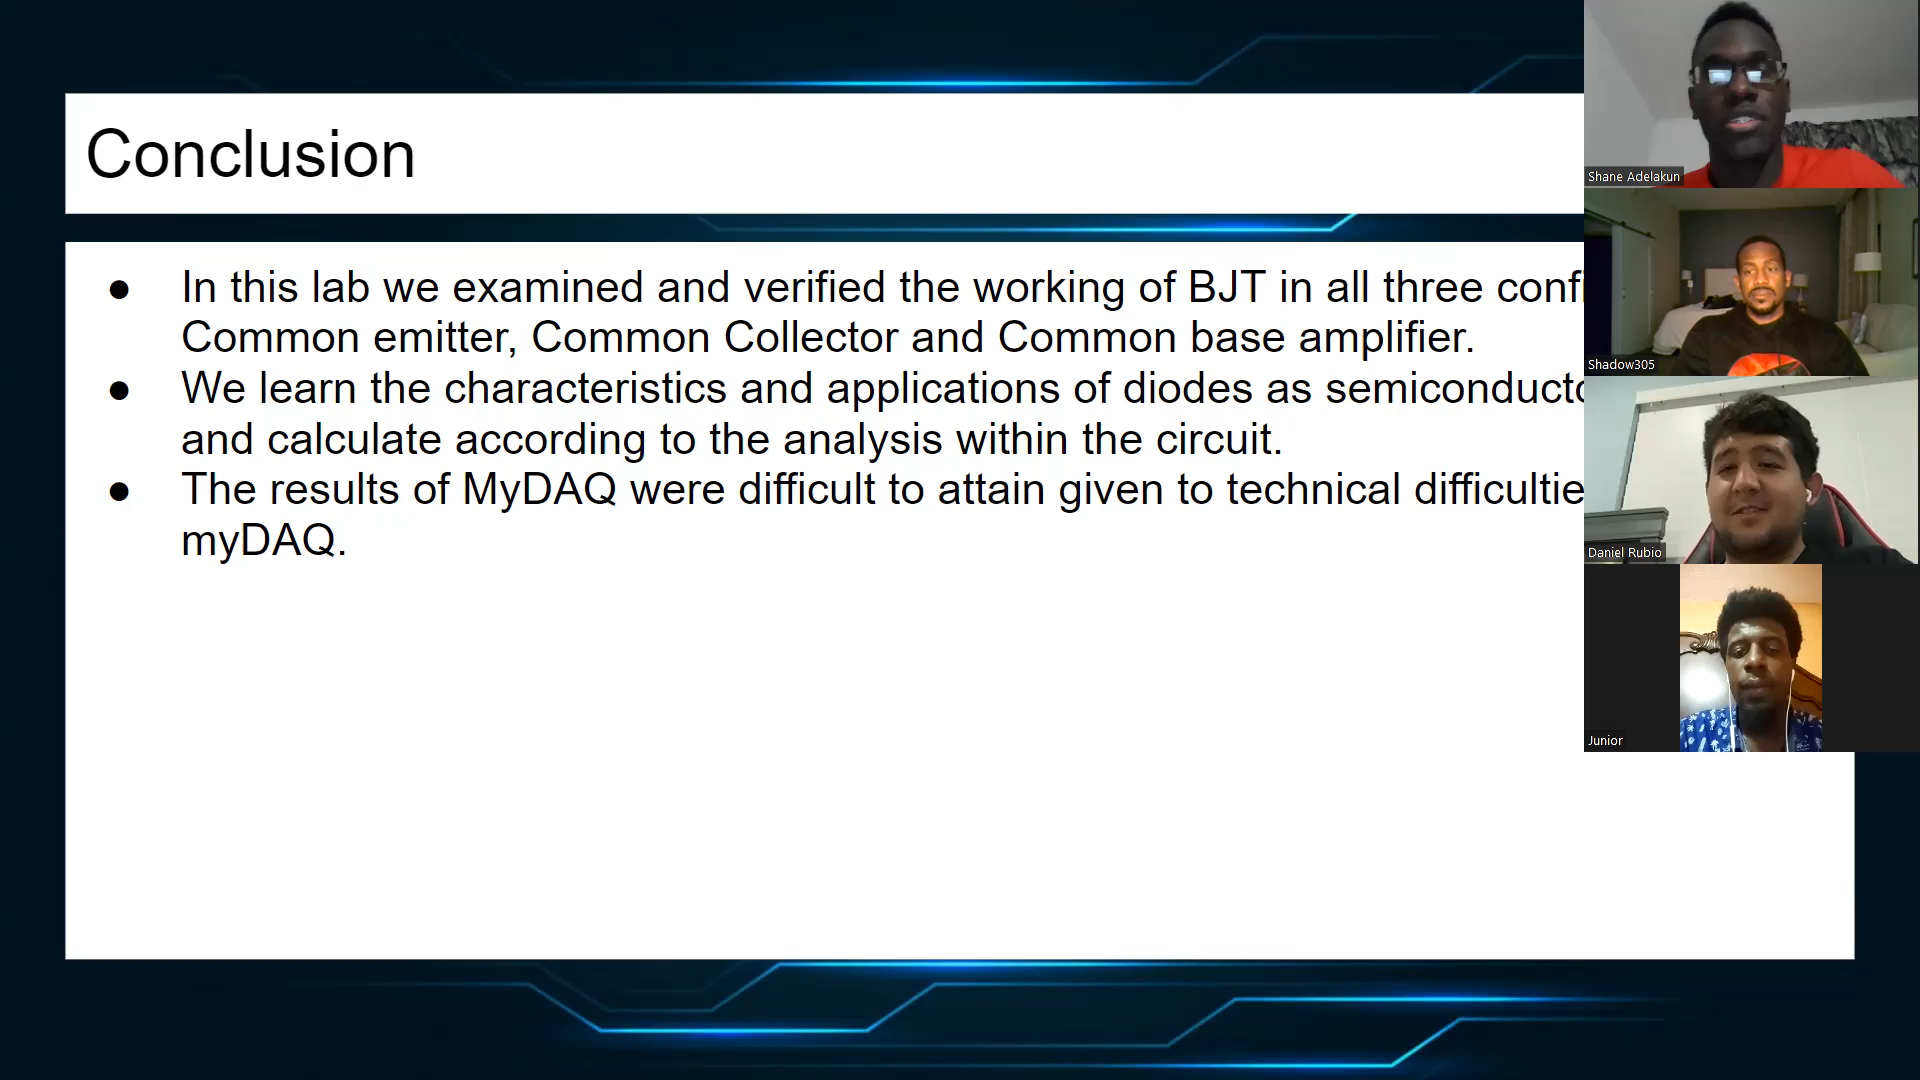 Conclusion
● In this lab we examined and verified the working of BJT in all three
Common emitter, Common Collector and Common base amplifier.
● We learn the characteristics and applications of diodes as
and calculate according to the analysis within the circuit.
● The results of MyDAQ were difficult to attain given to technical
myDAQ.
Shane Adelakun
Shadow305
Daniel Rubio
Junior